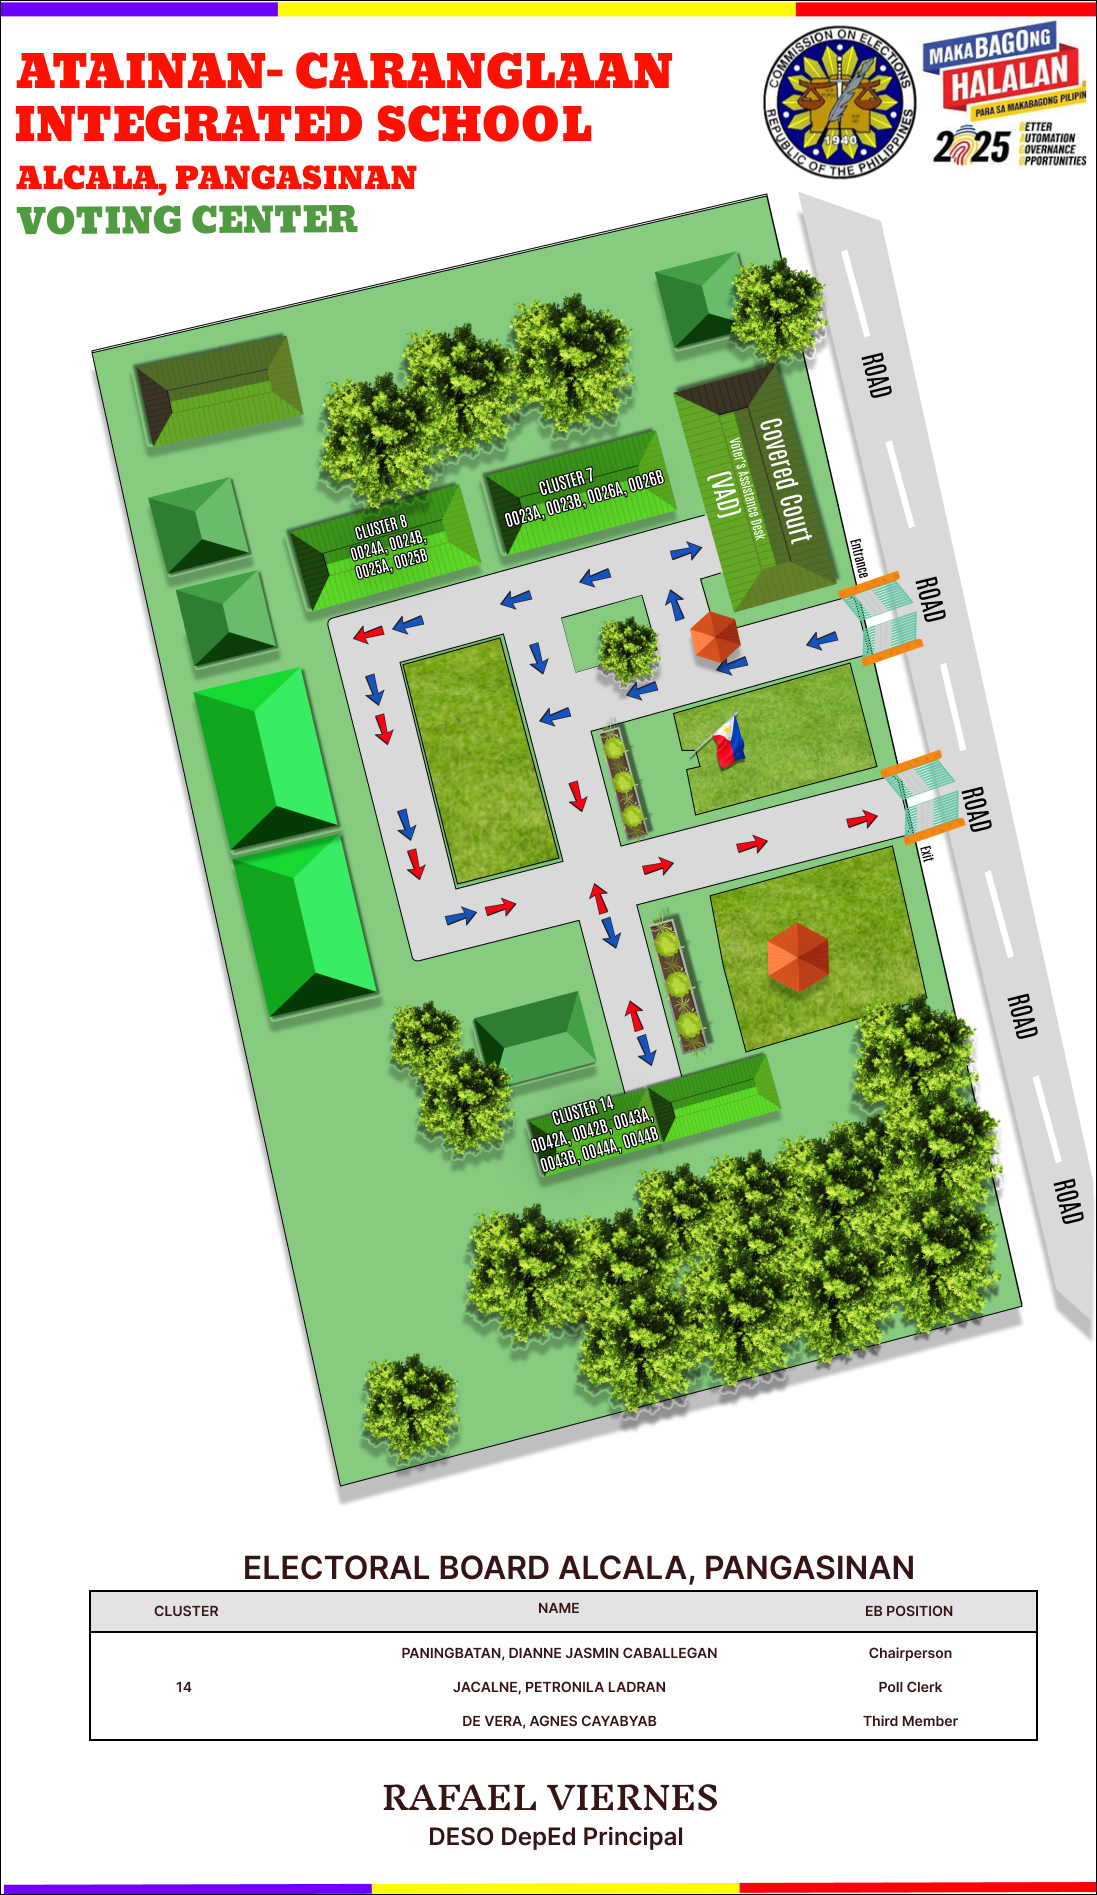 ATAINAN- CARANGLAAN
INTEGRATED SCHOOL
ALCALA, PANGASINAN
VOTING CENTER
COMMISSION ON ELECTIONS
REPUBLIC OF THE PHILIPPINES
1940
MAKABAGONG
HALALAN
PARA SA MAKABAGONG PILIPIN
2025
BETTER
AUTOMATION
GOVERNANCE
OPPORTUNITIES
ROAD
Covered Court
Voter's Assistance Desk
(VAD)
CLUSTER 7
0023A, 0023B, 0026A, 0026B
CLUSTER 8
0024A, 0024B,
0025A, 0025B
Entrance
ROAD
ROAD
Exit
ROAD
CLUSTER 14
0042A, 0042B, 0043A,
0043B, 0044A, 0044B
ROAD
ELECTORAL BOARD ALCALA, PANGASINAN
CLUSTER NAME EB POSITION
PANINGBATAN, DIANNE JASMIN CABALLEGAN Chairperson
14 JACALNE, PETRONILA LADRAN Poll Clerk
DE VERA, AGNES CAYABYAB Third Member
RAFAEL VIERNES
DESO DepEd Principal